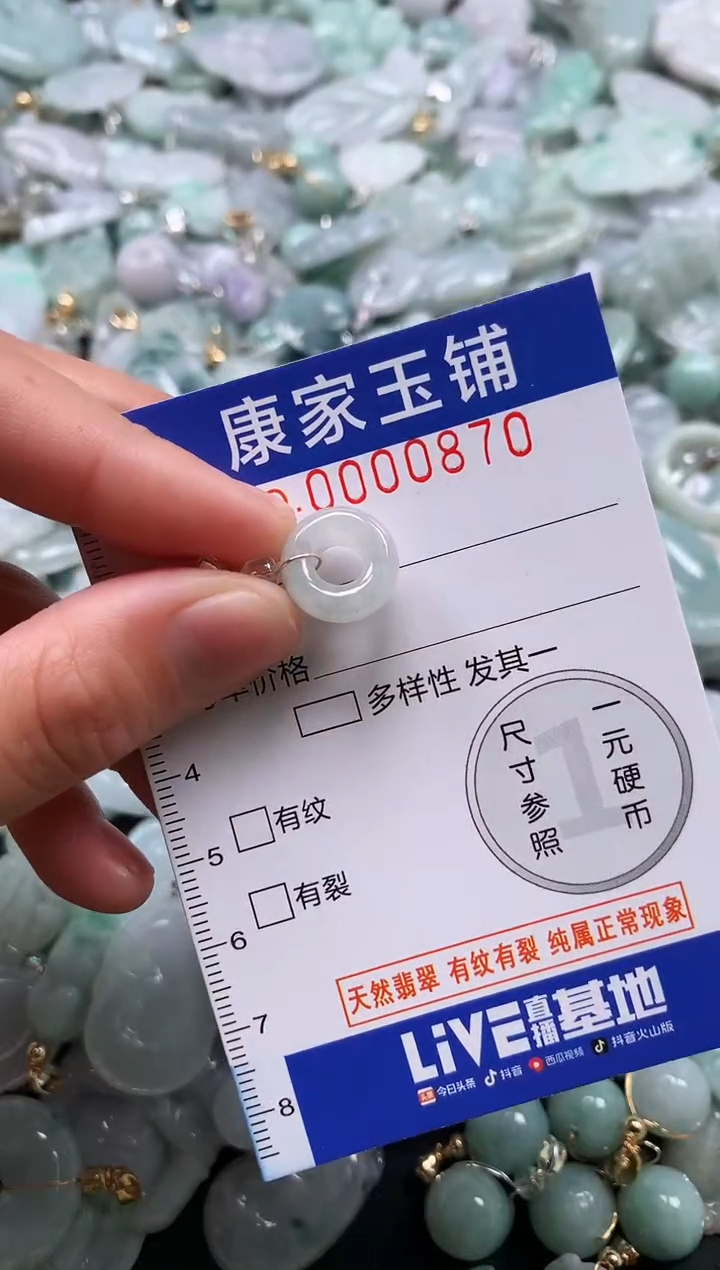 康家玉铺
.0000870
价格
多样性 发其一
一元硬币
尺寸参照
1
4
有纹
5
有裂
6
天然翡翠 有纹有裂 纯属正常现象
7
LiVE直播基地
今日头条 抖音 西瓜视频 抖音火山版
8